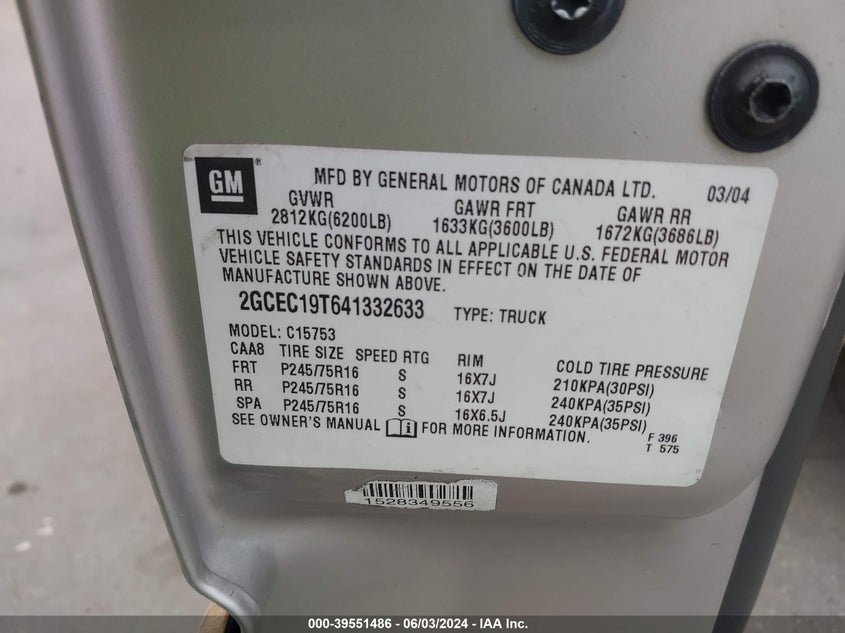 GM ®
MFD BY GENERAL MOTORS OF CANADA LTD. 03/04
GVWR GAWR FRT GAWR RR
2812KG(6200LB) 1633KG(3600LB) 1672KG(3686LB)
THIS VEHICLE CONFORMS TO ALL APPLICABLE U.S. FEDERAL MOTOR
VEHICLE SAFETY STANDARDS IN EFFECT ON THE DATE OF
MANUFACTURE SHOWN ABOVE.
2GCEC19T641332633 TYPE: TRUCK
MODEL: C15753
CAA8 TIRE SIZE SPEED RTG RIM COLD TIRE PRESSURE
FRT P245/75R16 S 16X7J 210KPA(30PSI)
RR P245/75R16 S 16X7J 240KPA(35PSI)
SPA P245/75R16 S 16X6.5J 240KPA(35PSI)
SEE OWNER'S MANUAL FOR MORE INFORMATION.
F 396
T 575
1528349556
000-39551486 - 06/03/2024 - IAA Inc.